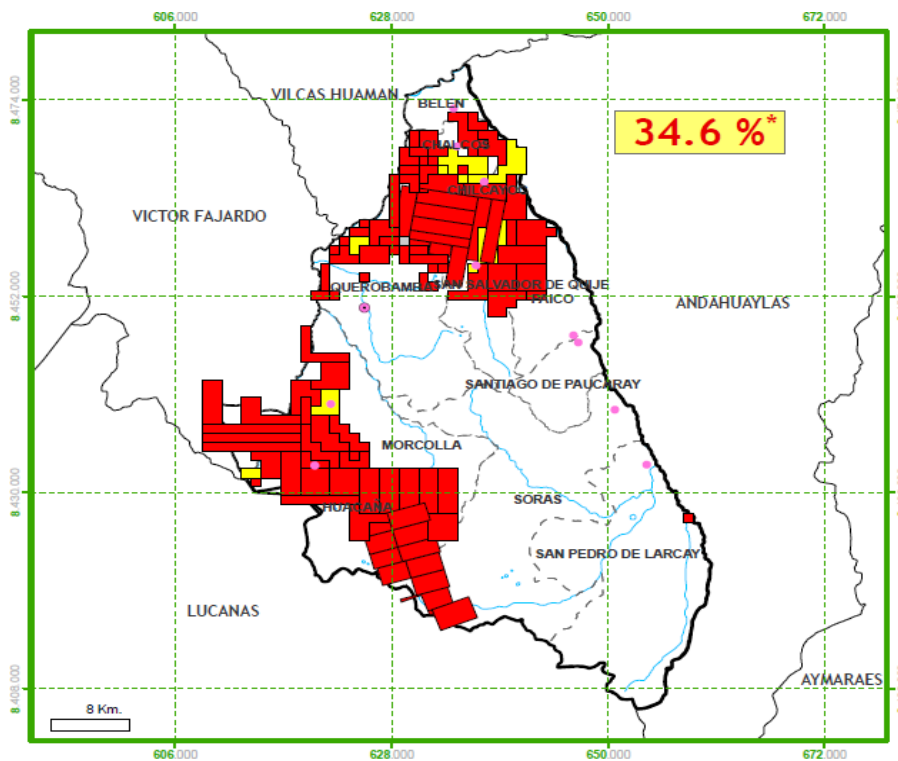 606.000 628.000 650.000 672.000
8.474.000
VILCAS HUAMAN
BELEN
34.6 %*
CHALCOS
CHILCAYO
VICTOR FAJARDO
QUEROBAMBA
SAN SALVADOR DE QUIJE
8.452.000
PAICO
ANDAHUAYLAS
SANTIAGO DE PAUCARAY
MORCOLLA
8.430.000
SORAS
HUACAÑA
SAN PEDRO DE LARCAY
LUCANAS
AYMARAES
8.408.000
8 Km.
606.000 628.000 650.000 672.000